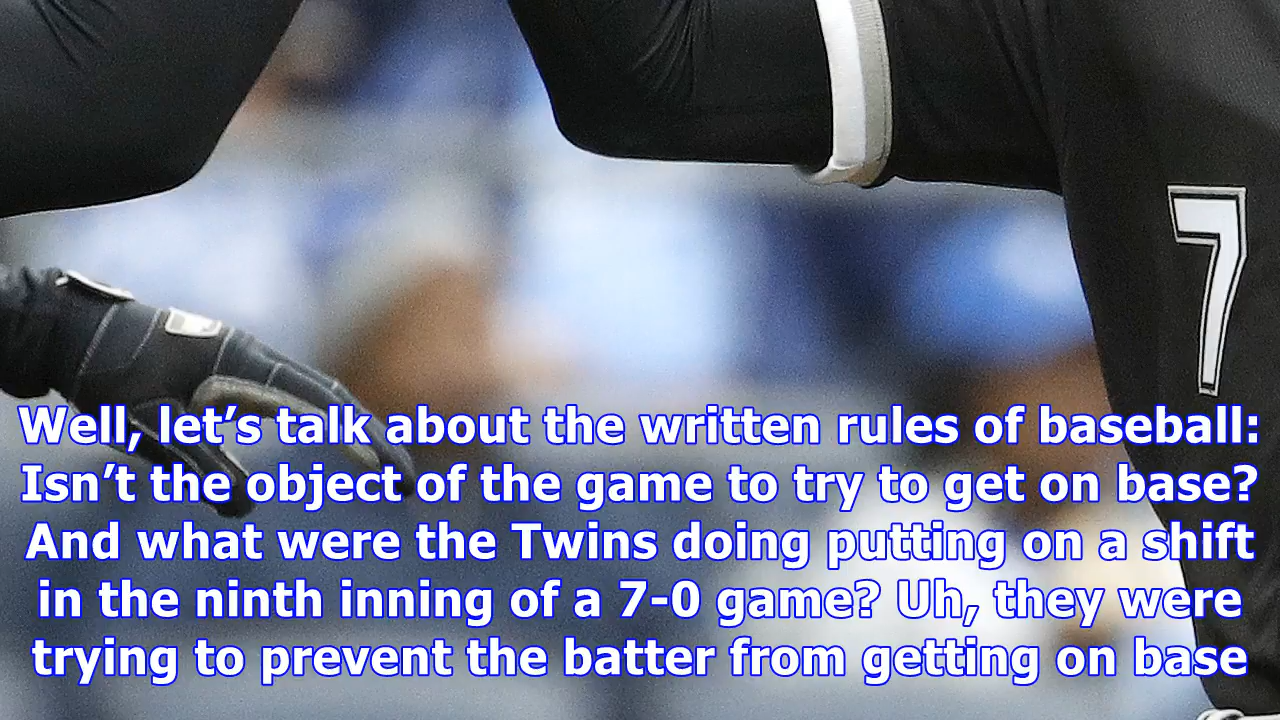 7
Well, let’s talk about the written rules of baseball:
Isn’t the object of the game to try to get on base?
And what were the Twins doing putting on a shift
in the ninth inning of a 7-0 game? Uh, they were
trying to prevent the batter from getting on base